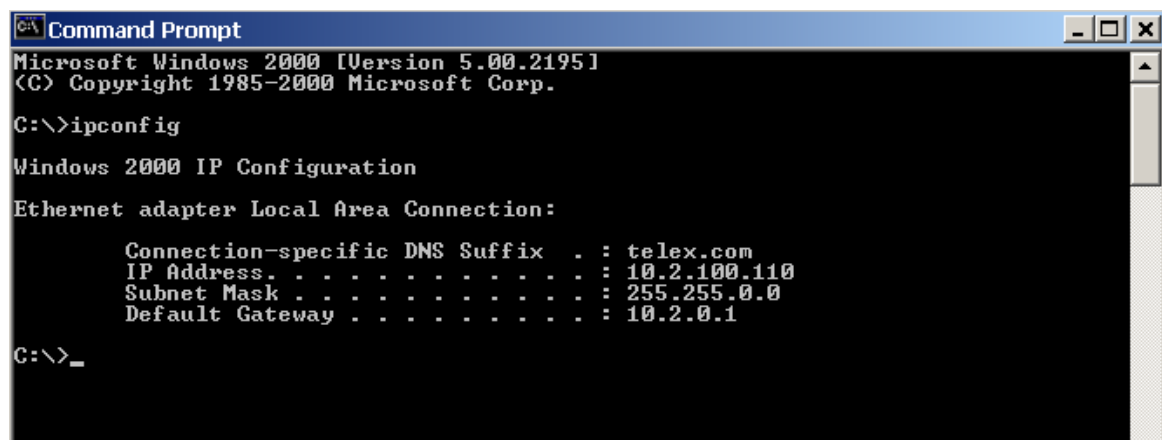 Command Prompt
Microsoft Windows 2000 [Version 5.00.2195]
(C) Copyright 1985-2000 Microsoft Corp.
C:\>ipconfig
Windows 2000 IP Configuration
Ethernet adapter Local Area Connection:
Connection-specific DNS Suffix . : telex.com
IP Address. . . . . . . . . . . . : 10.2.100.110
Subnet Mask . . . . . . . . . . . : 255.255.0.0
Default Gateway . . . . . . . . . : 10.2.0.1
C:\>_